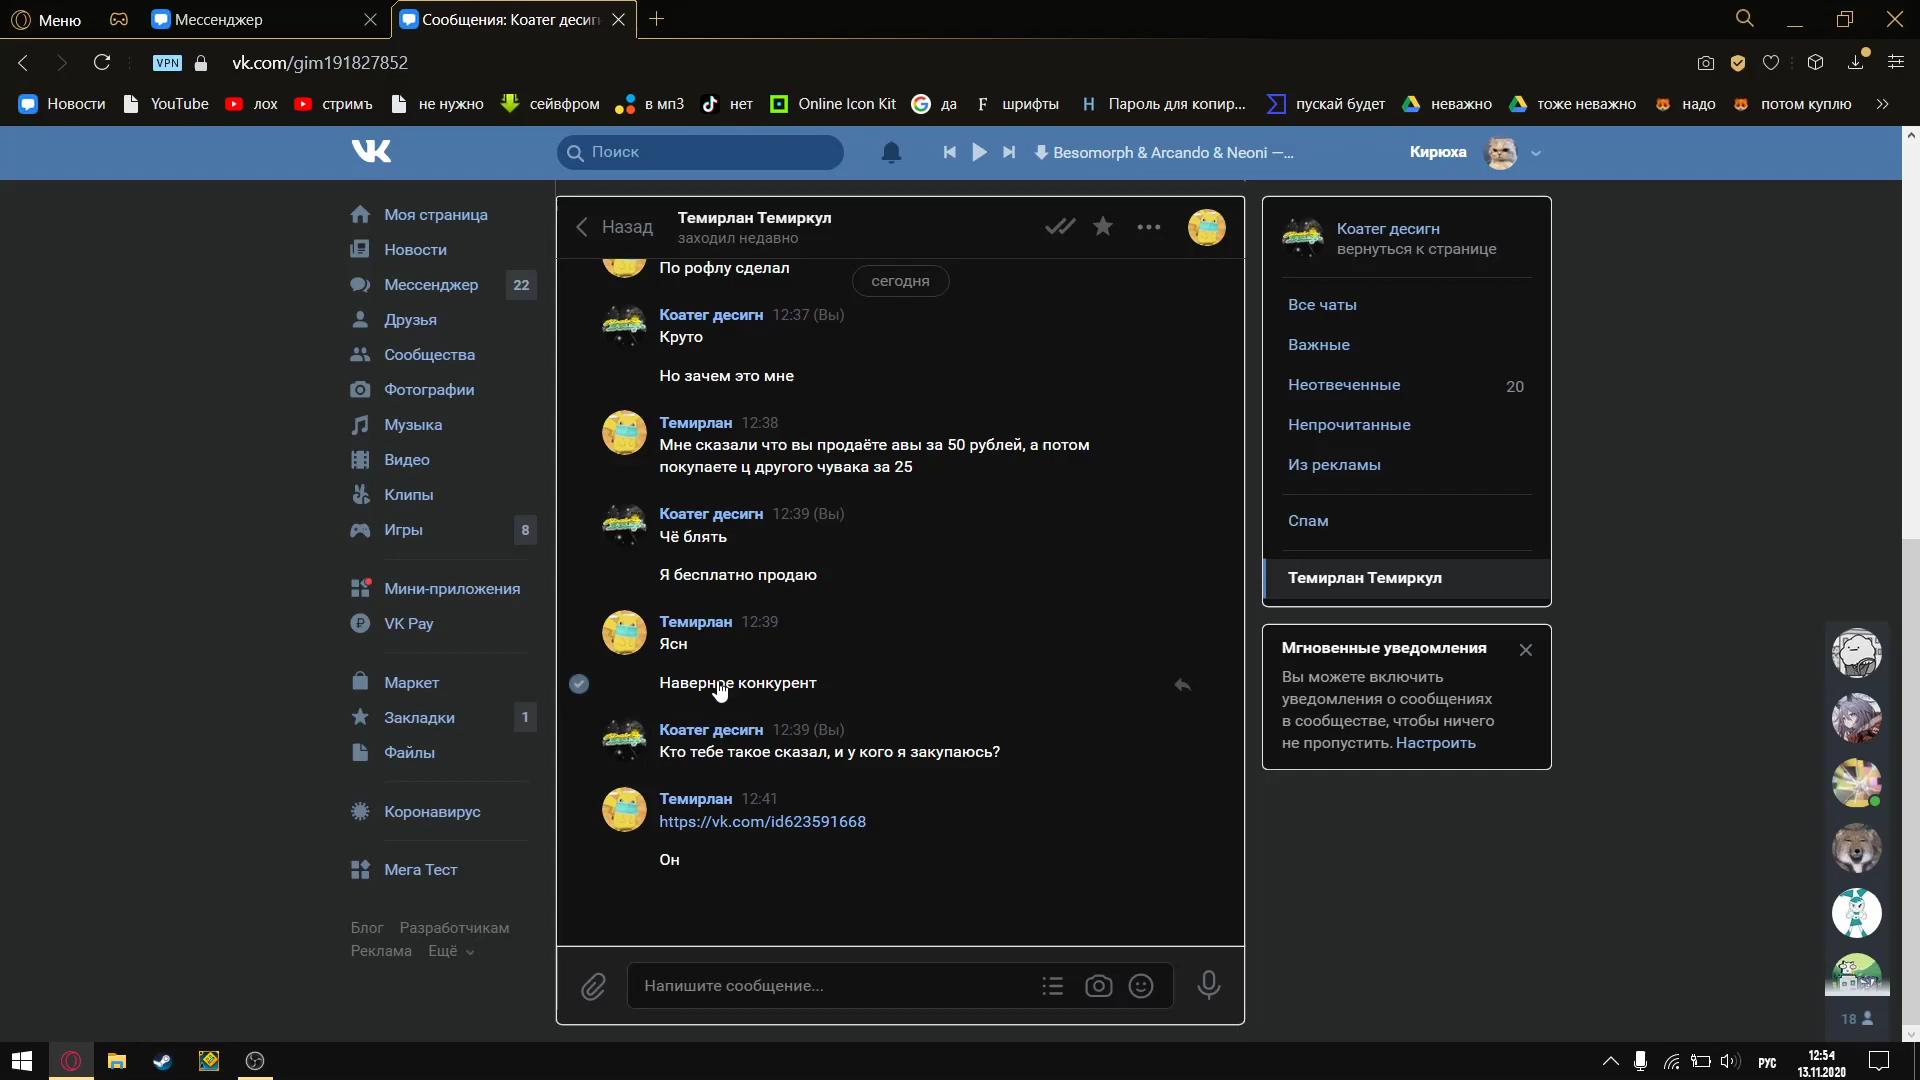 Меню
Мессенджер
Сообщения: Коатег десиг
VPN
vk.com/gim191827852
Новости
YouTube
лох
стримъ
не нужно
сейвфром
в мп3
нет
Online Icon Kit
да
шрифты
Пароль для копир...
пускай будет
неважно
тоже неважно
надо
потом куплю
Поиск
Besomorph & Arcando & Neoni —...
Кирюха
Моя страница
Новости
Мессенджер 22
Друзья
Сообщества
Фотографии
Музыка
Видео
Клипы
Игры 8
Мини-приложения
VK Pay
Маркет
Закладки 1
Файлы
Коронавирус
Мега Тест
Блог Разработчикам
Реклама Ещё
Назад
Темирлан Темиркул
заходил недавно
По рофлу сделал
сегодня
Коатег десигн 12:37 (Вы)
Круто
Но зачем это мне
Темирлан 12:38
Мне сказали что вы продаёте авы за 50 рублей, а потом
покупаете ц другого чувака за 25
Коатег десигн 12:39 (Вы)
Чё блять
Я бесплатно продаю
Темирлан 12:39
Ясн
Наверное конкурент
Коатег десигн 12:39 (Вы)
Кто тебе такое сказал, и у кого я закупаюсь?
Темирлан 12:41
https://vk.com/id623591668
Он
Напишите сообщение...
Коатег десигн
вернуться к странице
Все чаты
Важные
Неотвеченные 20
Непрочитанные
Из рекламы
Спам
Темирлан Темиркул
Мгновенные уведомления
Вы можете включить
уведомления о сообщениях
в сообществе, чтобы ничего
не пропустить. Настроить
18
РУС
12:54
13.11.2020